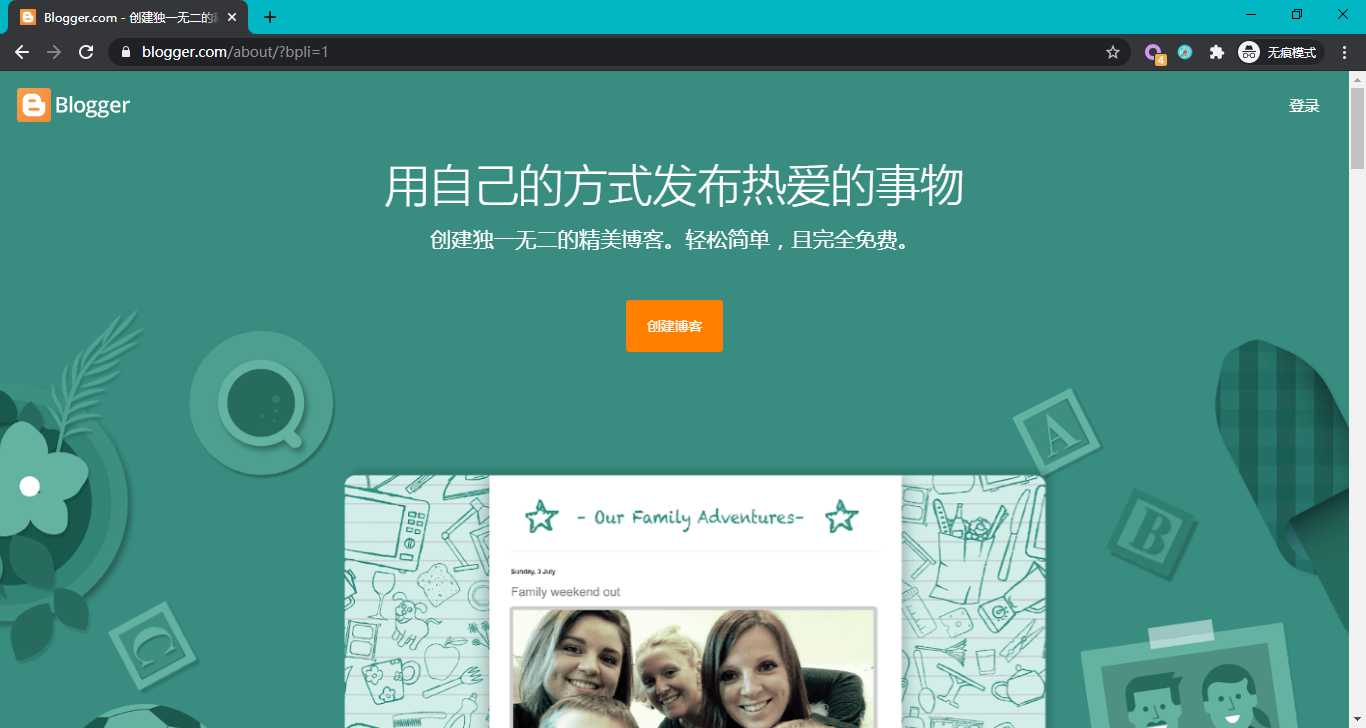 Blogger.com - 创建独一无二的
blogger.com/about/?bpli=1
4
无痕模式
Blogger
登录
用自己的方式发布热爱的事物
创建独一无二的精美博客。轻松简单，且完全免费。
创建博客
A
B
C
- Our Family Adventures-
Sunday, 3 July
Family weekend out